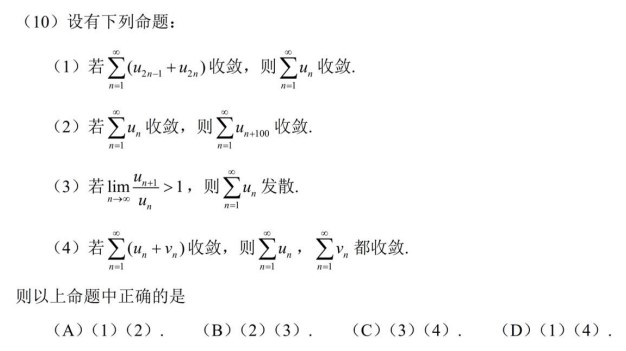 （10）设有下列命题：
（1）若 $\sum_{n=1}^{\infty}(u_{2n-1}+u_{2n})$ 收敛，则 $\sum_{n=1}^{\infty}u_n$ 收敛.
（2）若 $\sum_{n=1}^{\infty}u_n$ 收敛，则 $\sum_{n=1}^{\infty}u_{n+100}$ 收敛.
（3）若 $\lim_{n\to\infty}\frac{u_{n+1}}{u_n}>1$，则 $\sum_{n=1}^{\infty}u_n$ 发散.
（4）若 $\sum_{n=1}^{\infty}(u_n+v_n)$ 收敛，则 $\sum_{n=1}^{\infty}u_n$，$\sum_{n=1}^{\infty}v_n$ 都收敛.
则以上命题中正确的是
（A）（1）（2）. （B）（2）（3）. （C）（3）（4）. （D）（1）（4）.